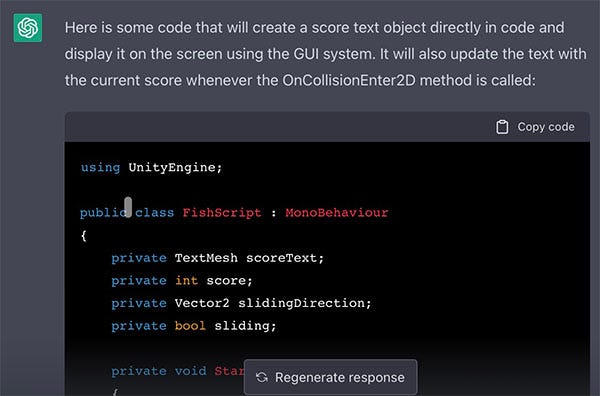 Here is some code that will create a score text object directly in code and
display it on the screen using the GUI system. It will also update the text with
the current score whenever the OnCollisionEnter2D method is called:
Copy code
using UnityEngine;
public class FishScript : MonoBehaviour
{
private TextMesh scoreText;
private int score;
private Vector2 slidingDirection;
private bool sliding;
private void
Regenerate response
{